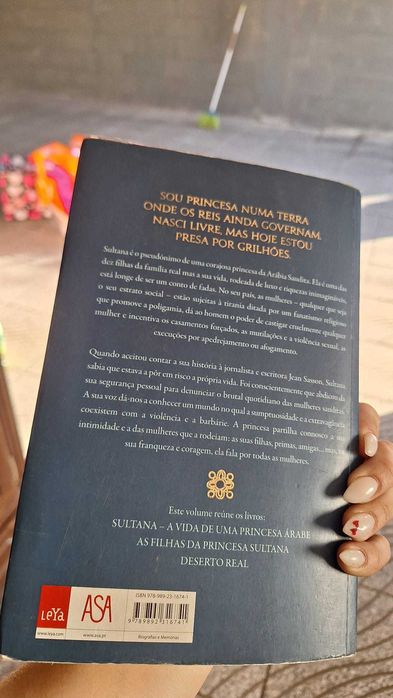 SOU PRINCESA NUMA TERRA
ONDE OS REIS AINDA GOVERNAM.
NASCI LIVRE, MAS HOJE ESTOU
PRESA POR GRILHÕES.
Sultana é o pseudónimo de uma corajosa princesa da Arábia Saudita. Ela é uma das
dez filhas da família real mas a sua vida, rodeada de luxo e riquezas inimagináveis,
está longe de ser um conto de fadas. No seu país, as mulheres – qualquer que seja
o seu estrato social – estão sujeitas à tirania ditada por um fanatismo religioso
que promove a poligamia, dá ao homem o poder de castigar cruelmente qualquer
mulher e incentiva os casamentos forçados, as mutilações e a violência sexual, as
execuções por apedrejamento ou afogamento.
Quando aceitou contar a sua história à jornalista e escritora Jean Sasson, Sultana
sabia que estava a pôr em risco a própria vida. Foi conscientemente que abdicou da
sua segurança pessoal para denunciar o brutal quotidiano das mulheres sauditas.
A sua voz dá-nos a conhecer um mundo no qual a sumptuosidade e a extravagância
coexistem com a violência e a barbárie. A princesa partilha connosco a sua
intimidade e a das mulheres que a rodeiam: as suas filhas, primas, amigas... mas, na
sua franqueza e coragem, ela fala por todas as mulheres.
Este volume reúne os livros:
SULTANA – A VIDA DE UMA PRINCESA ÁRABE
AS FILHAS DA PRINCESA SULTANA
DESERTO REAL
LEYA
www.leya.com
ASA
www.asa.pt
ISBN 978-989-23-1674-1
9 789892 316741
Biografias e Memórias